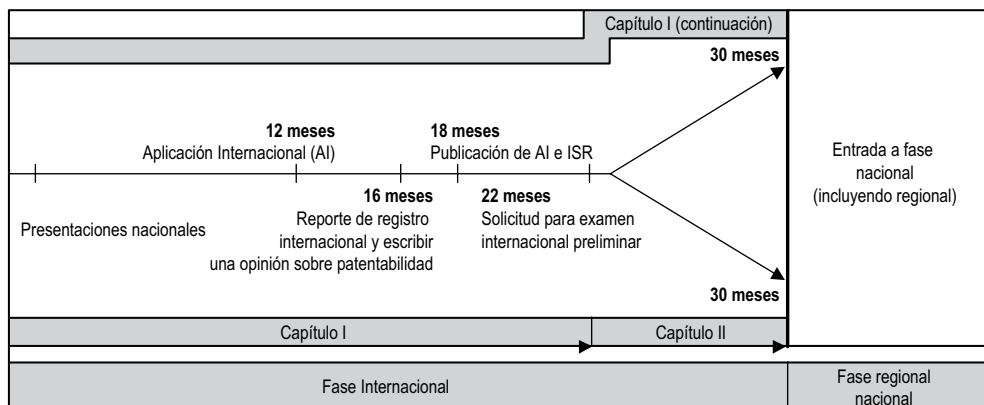 Capítulo I (continuación)
30 meses
12 meses
Aplicación Internacional (AI)
18 meses
Publicación de AI e ISR
Entrada a fase
nacional
(incluyendo regional)
Presentaciones nacionales
16 meses
Reporte de registro
internacional y escribir
una opinión sobre patentabilidad
22 meses
Solicitud para examen
internacional preliminar
30 meses
Capítulo I
Capítulo II
Fase Internacional
Fase regional
nacional